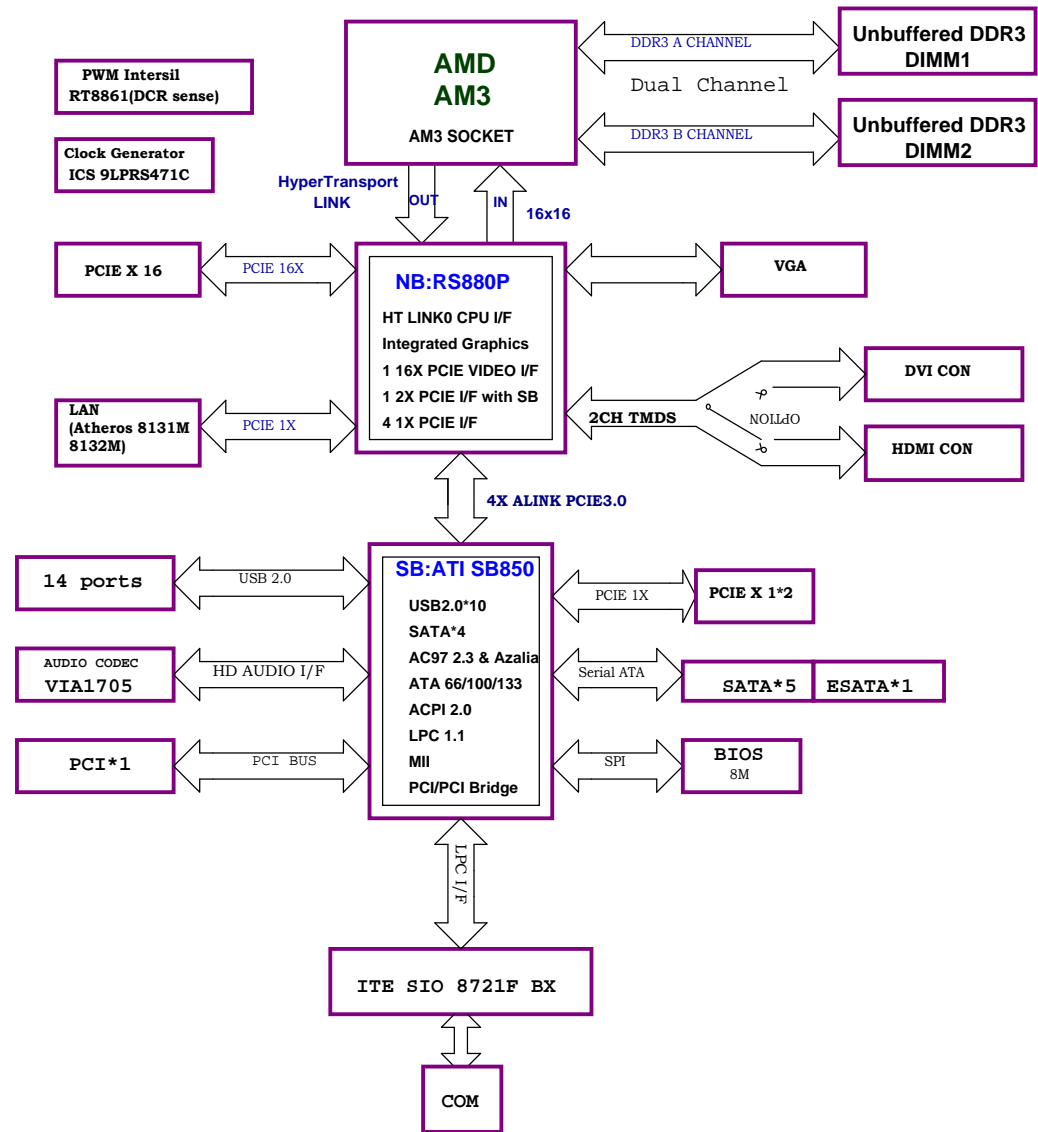 PWM Intersil
RT8861(DCR sense)
Clock Generator
ICS 9LPRS471C
AMD
AM3
AM3 SOCKET
DDR3 A CHANNEL
Dual Channel
DDR3 B CHANNEL
Unbuffered DDR3
DIMM1
Unbuffered DDR3
DIMM2
HyperTransport
LINK
OUT
IN
16x16
PCIE X 16
PCIE 16X
NB:RS880P
HT LINK0 CPU I/F
Integrated Graphics
1 16X PCIE VIDEO I/F
1 2X PCIE I/F with SB
4 1X PCIE I/F
VGA
LAN
(Atheros 8131M
8132M)
PCIE 1X
2CH TMDS
OPTION
DVI CON
HDMI CON
4X ALINK PCIE3.0
14 ports
USB 2.0
SB:ATI SB850
USB2.0*10
SATA*4
AC97 2.3 & Azalia
ATA 66/100/133
ACPI 2.0
LPC 1.1
MII
PCI/PCI Bridge
PCIE 1X
PCIE X 1*2
AUDIO CODEC
VIA1705
HD AUDIO I/F
Serial ATA
SATA*5
ESATA*1
PCI*1
PCI BUS
SPI
BIOS
8M
LPC I/F
ITE SIO 8721F BX
COM